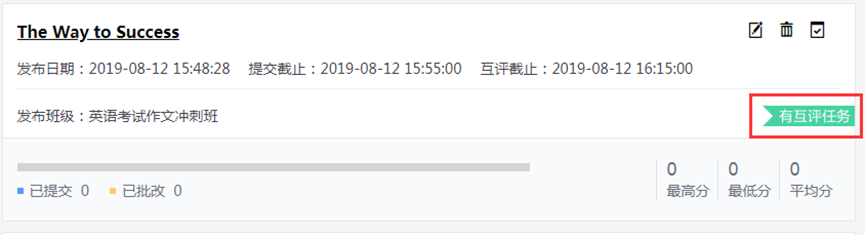 The Way to Success
发布日期：2019-08-12 15:48:28 提交截止：2019-08-12 15:55:00 互评截止：2019-08-12 16:15:00
发布班级：英语考试作文冲刺班
有互评任务
0 0 0
已提交 0 已批改 0 最高分 最低分 平均分